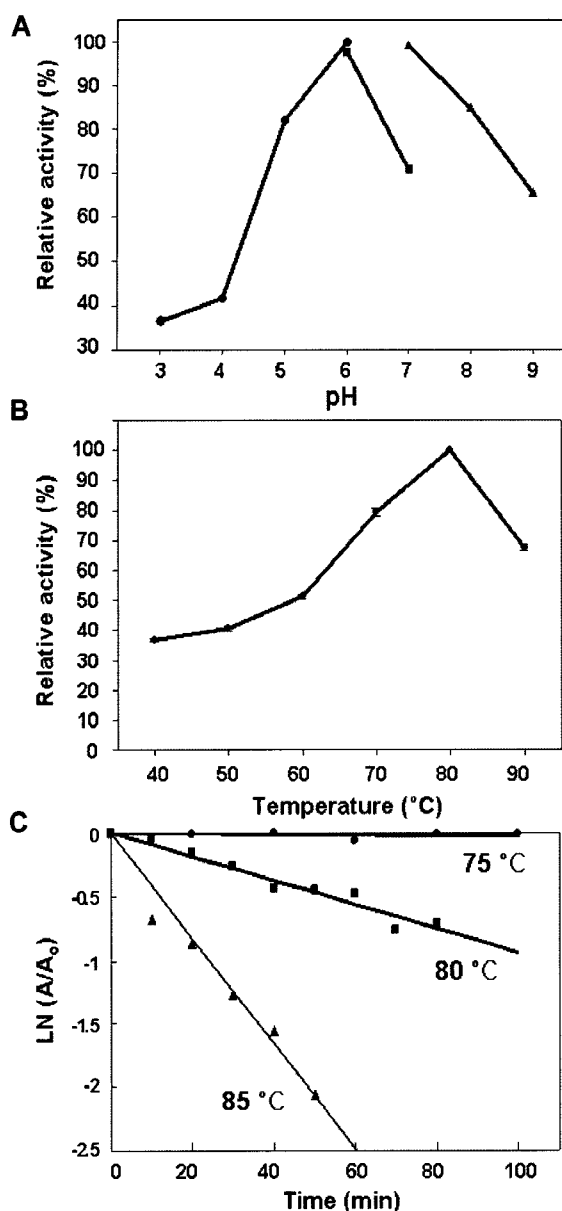 A
Relative activity (%)
100
90
80
70
60
50
40
30
3 4 5 6 7 8 9
pH
B
Relative activity (%)
100
90
80
70
60
50
40
30
20
10
0
40 50 60 70 80 90
Temperature (°C)
C
LN (A/Ao)
0
-0.5
-1
-1.5
-2
-2.5
75 °C
80 °C
85 °C
0 20 40 60 80 100
Time (min)